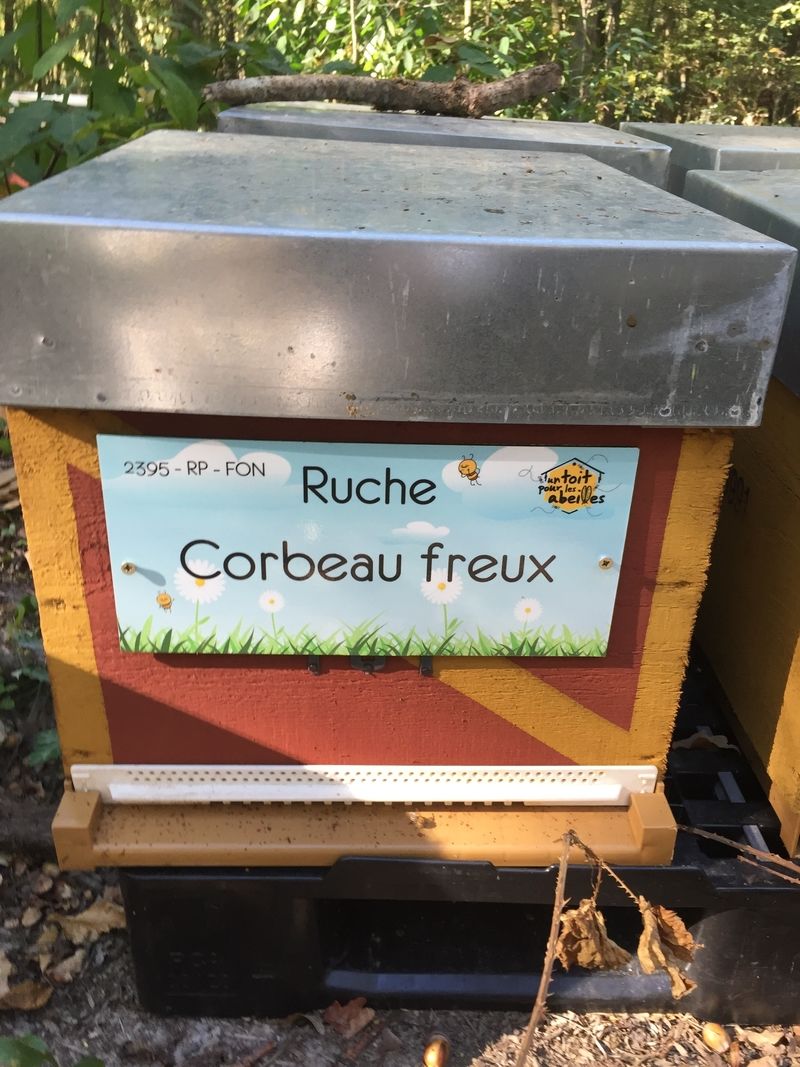 2395 - RP - FON
Ruche
un toit
pour les
abeilles
Corbeau freux